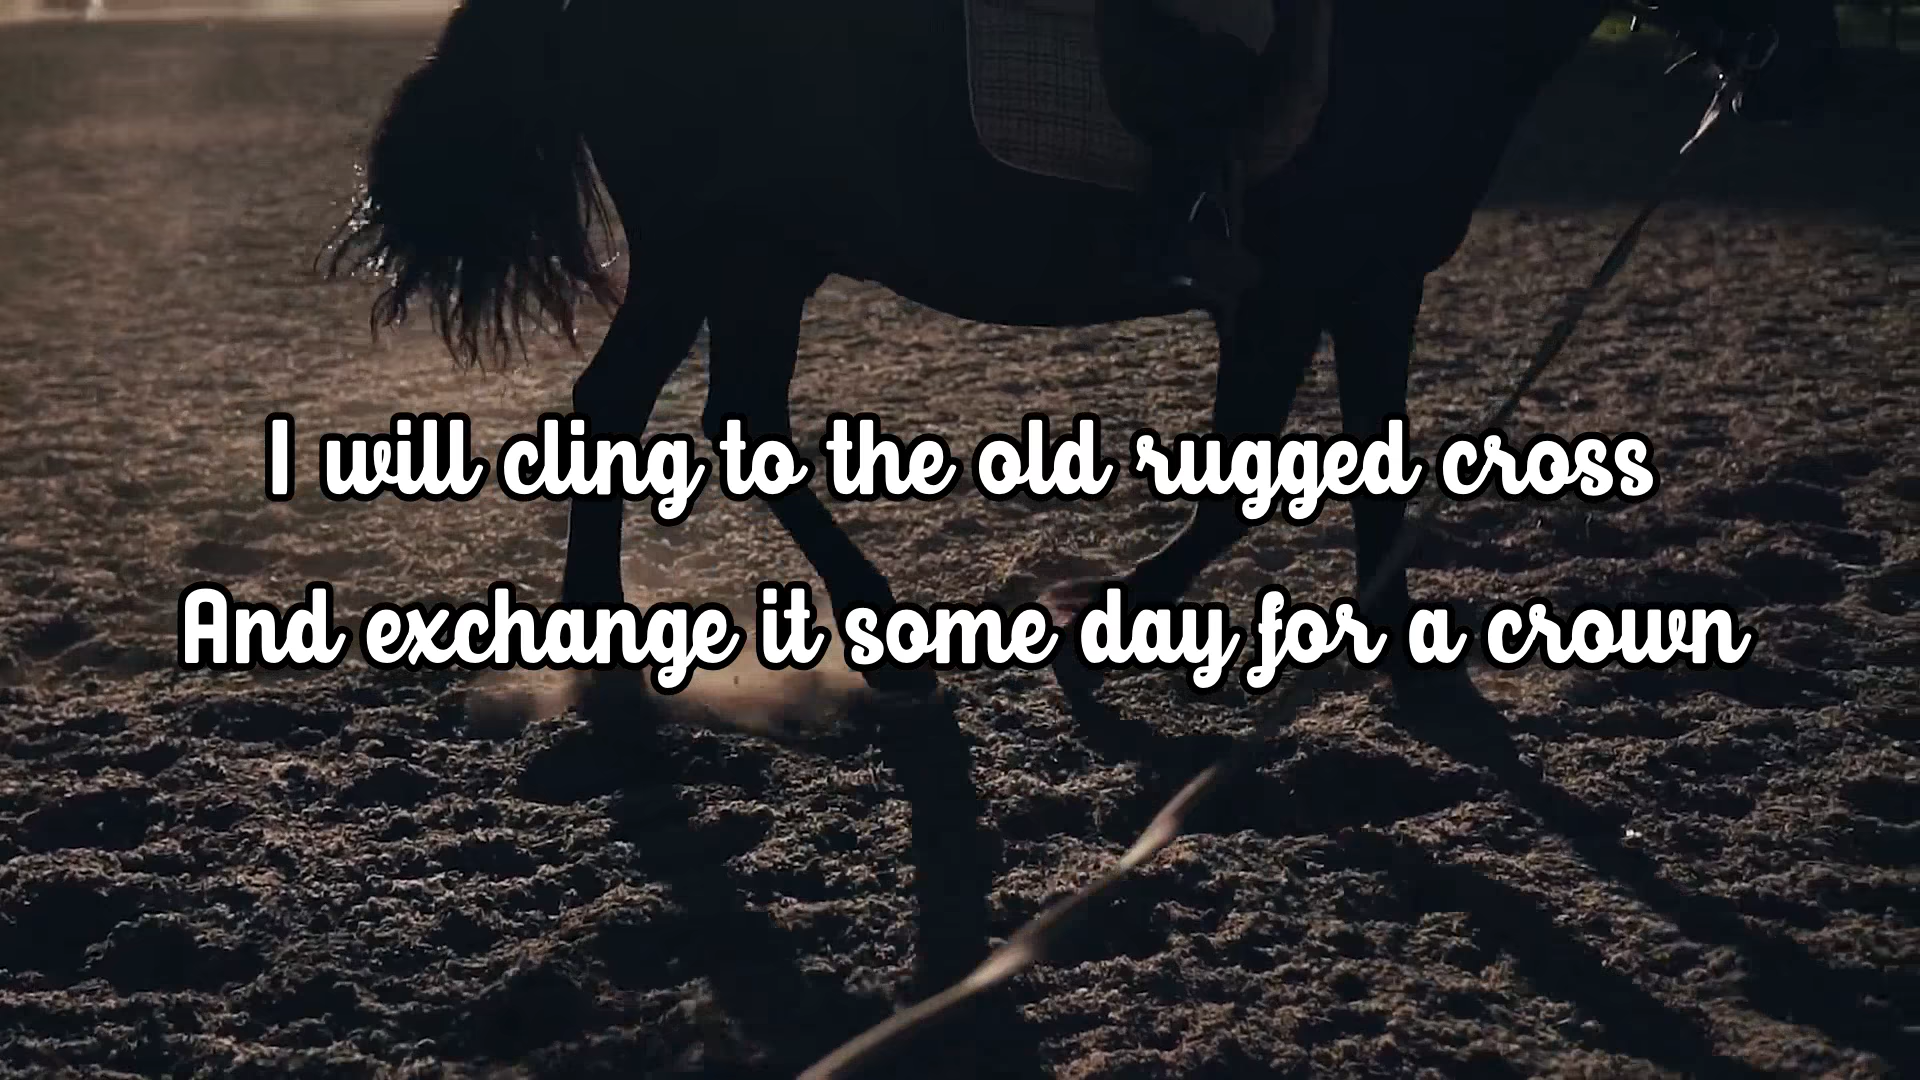 I will cling to the old rugged cross
And exchange it some day for a crown